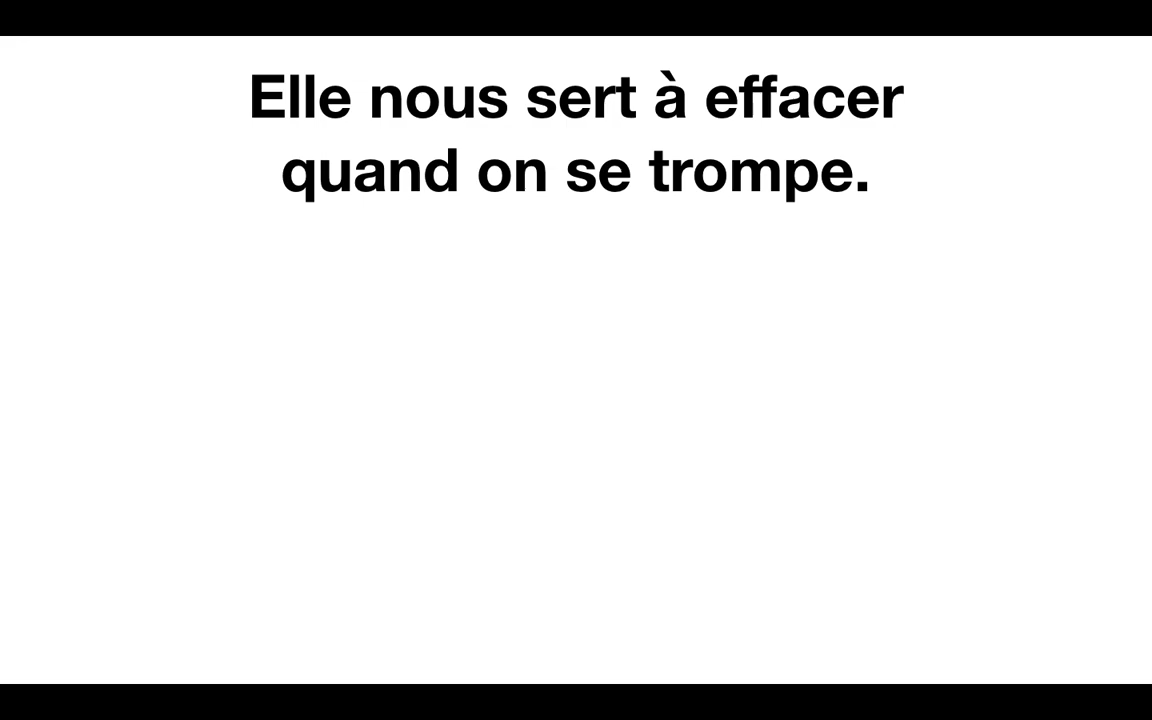 Elle nous sert à effacer
quand on se trompe.